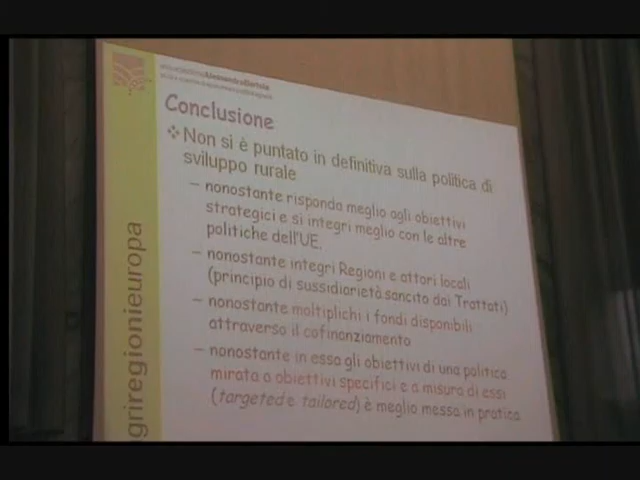 associazioneAlessandroBartola
Conclusione
❖ Non si è puntato in definitiva sulla politica di
sviluppo rurale
– nonostante risponda meglio agli obiettivi
strategici e si integri meglio con le altre
politiche dell'UE,
– nonostante integri Regioni e attori locali
(principio di sussidiarietà sancito dai Trattati)
– nonostante moltiplichi i fondi disponibili
attraverso il cofinanziamento
– nonostante in essa gli obiettivi di una politica
mirata a obiettivi specifici e a misura di essi
(targeted e tailored) è meglio messa in pratica
griregionieuropa